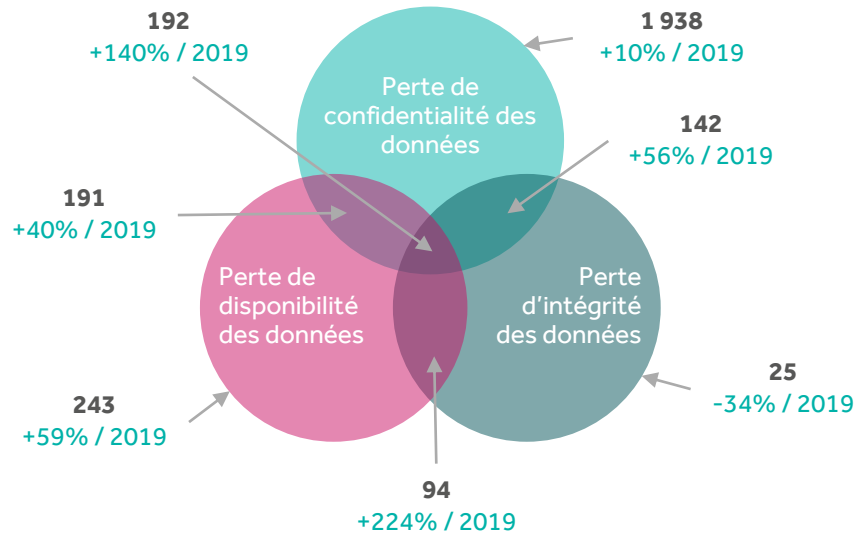 192
+140% / 2019
1 938
+10% / 2019
Perte de
confidentialité des
données
142
+56% / 2019
191
+40% / 2019
Perte de
disponibilité
des données
Perte
d’intégrité
des données
25
-34% / 2019
243
+59% / 2019
94
+224% / 2019